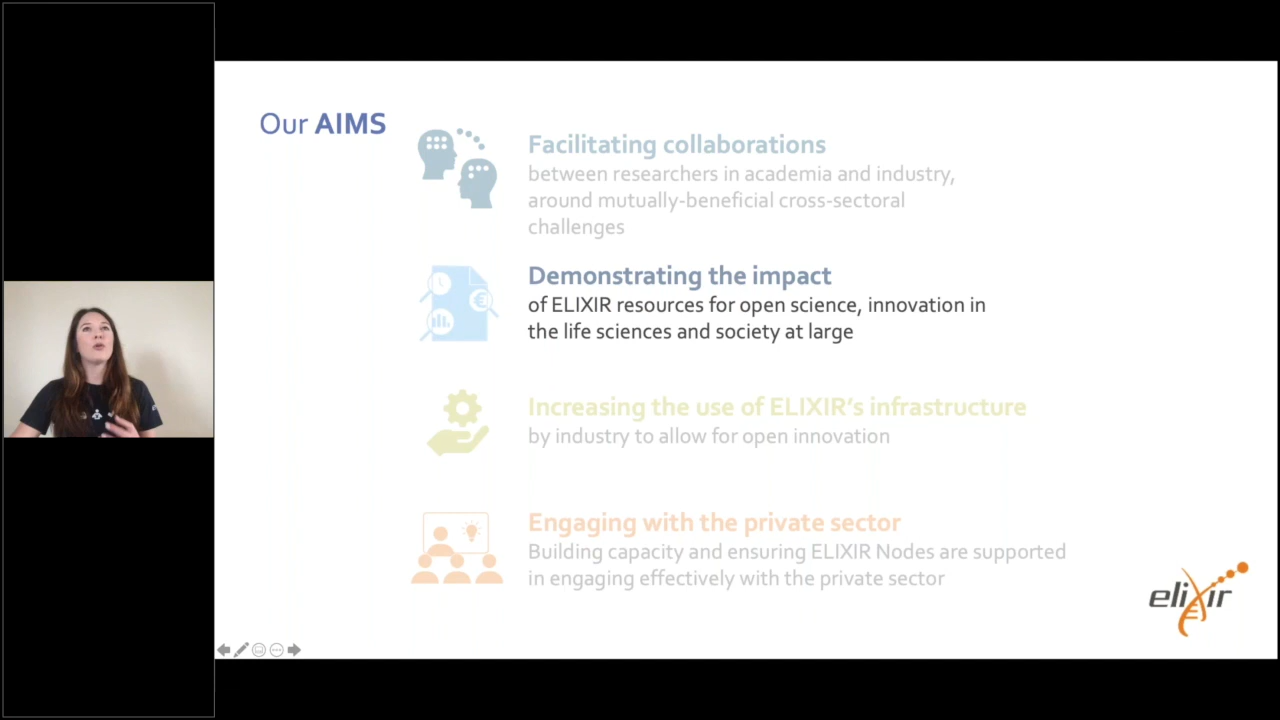 Our AIMS
Facilitating collaborations
between researchers in academia and industry,
around mutually-beneficial cross-sectoral
challenges
Demonstrating the impact
of ELIXIR resources for open science, innovation in
the life sciences and society at large
Increasing the use of ELIXIR's infrastructure
by industry to allow for open innovation
Engaging with the private sector
Building capacity and ensuring ELIXIR Nodes are supported
in engaging effectively with the private sector
elixir